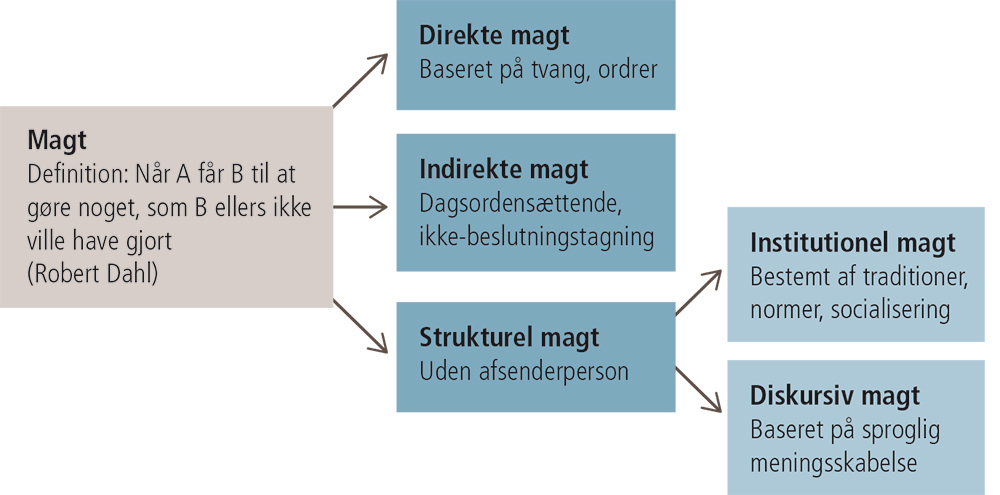 Magt
Definition: Når A får B til at
gøre noget, som B ellers ikke
ville have gjort
(Robert Dahl)
Direkte magt
Baseret på tvang, ordrer
Indirekte magt
Dagsordensættende,
ikke-beslutningstagning
Strukturel magt
Uden afsenderperson
Institutionel magt
Bestemt af traditioner,
normer, socialisering
Diskursiv magt
Baseret på sproglig
meningsskabelse